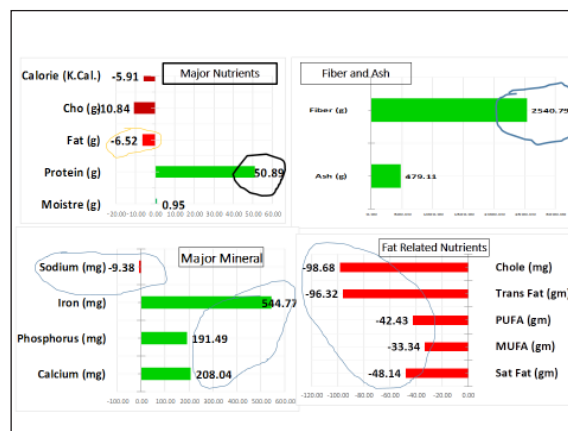 Major Nutrients
Calorie (K.Cal.) -5.91
Cho (g) -10.84
Fat (g) -6.52
Protein (g) 50.89
Moistre (g) 0.95
-20.00 -10.00 0.00 10.00 20.00 30.00 40.00 50.00 60.00
Fiber and Ash
Fiber (g) 2540.79
Ash (g) 479.11
Major Mineral
Sodium (mg) -9.38
Iron (mg) 544.77
Phosphorus (mg) 191.49
Calcium (mg) 208.04
-100.00 0.00 100.00 200.00 300.00 400.00 500.00 600.00
Fat Related Nutrients
-98.68 Chole (mg)
-96.32 Trans Fat (gm)
-42.43 PUFA (gm)
-33.34 MUFA (gm)
-48.14 Sat Fat (gm)
-120.00 -100.00 -80.00 -60.00 -40.00 -20.00 0.00